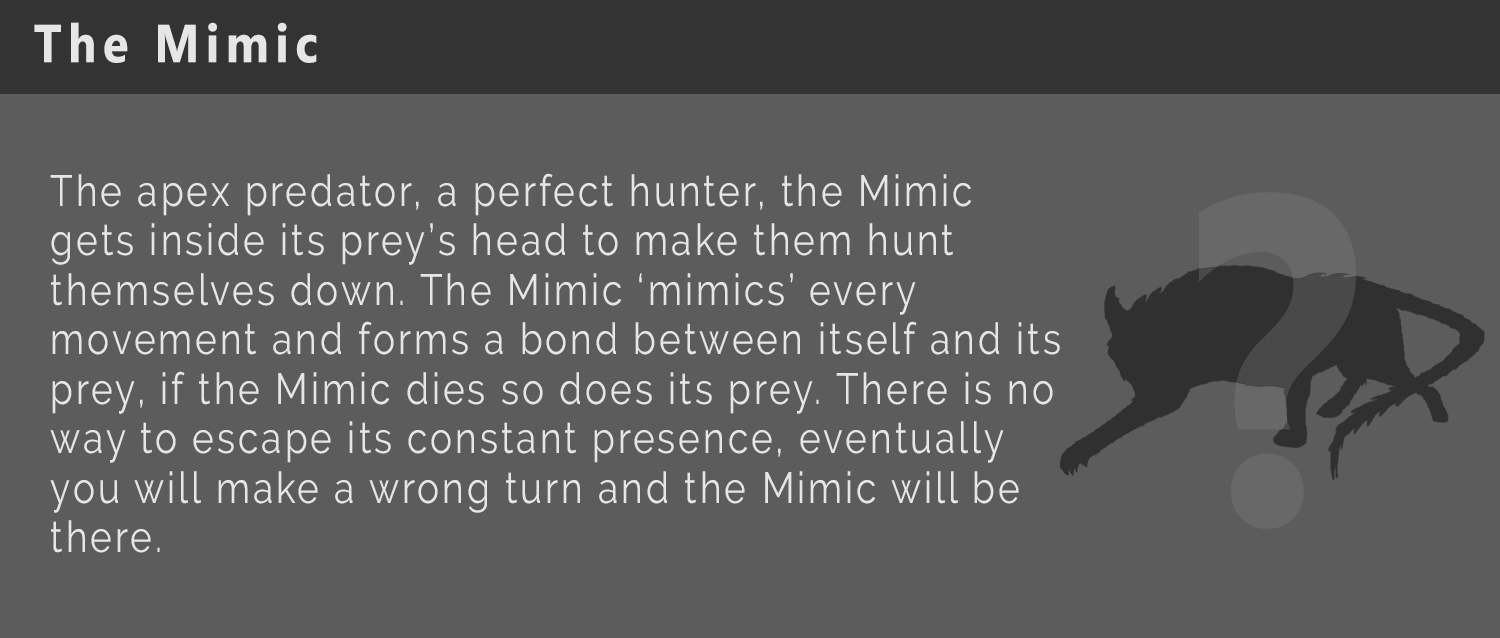 The Mimic
The apex predator, a perfect hunter, the Mimic
gets inside its prey’s head to make them hunt
themselves down. The Mimic ‘mimics’ every
movement and forms a bond between itself and its
prey, if the Mimic dies so does its prey. There is no
way to escape its constant presence, eventually
you will make a wrong turn and the Mimic will be
there.
?